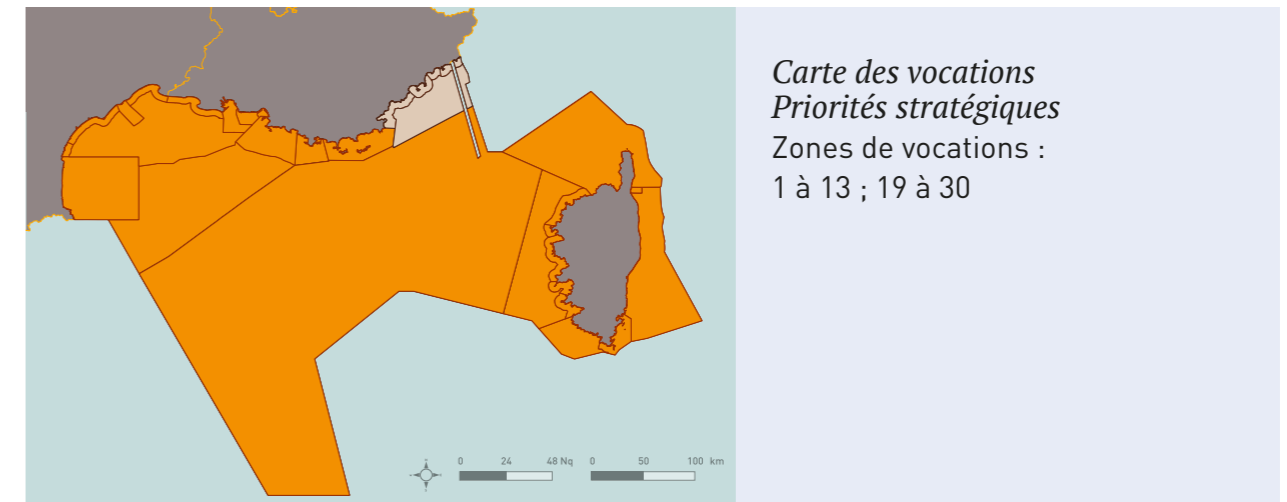 Carte des vocations
Priorités stratégiques
Zones de vocations :
1 à 13 ; 19 à 30
0 24 48 Nq 0 50 100 km